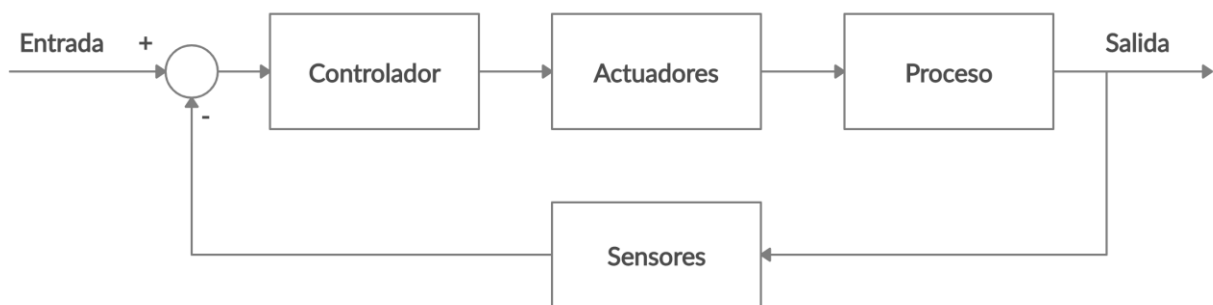 Entrada
+
Controlador
Actuadores
Proceso
Salida
-
Sensores